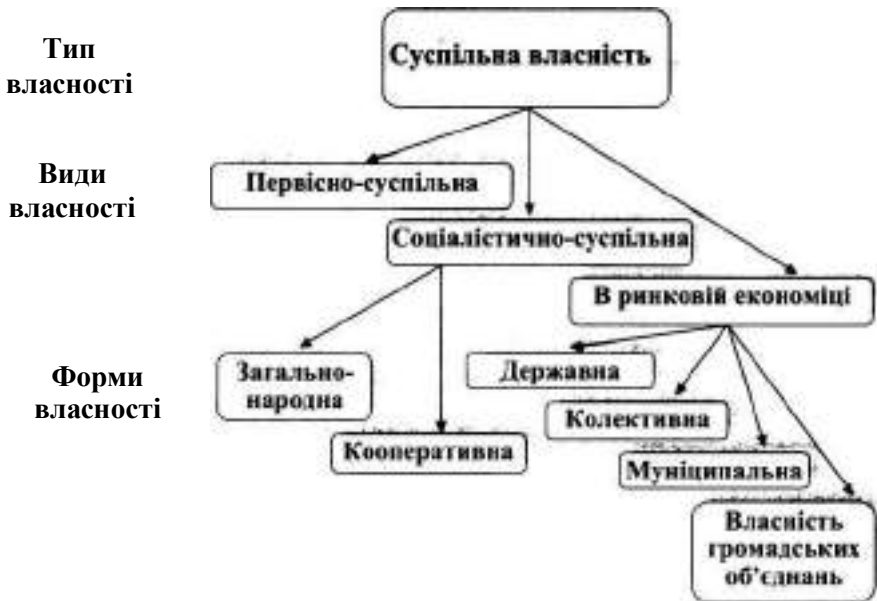 Тип
власності
Суспільна власність
Види
власності
Первісно-суспільна
Соціалістично-суспільна
В ринковій економіці
Форми
власності
Загально-
народна
Кооперативна
Державна
Колективна
Муніципальна
Власність
громадських
об'єднань